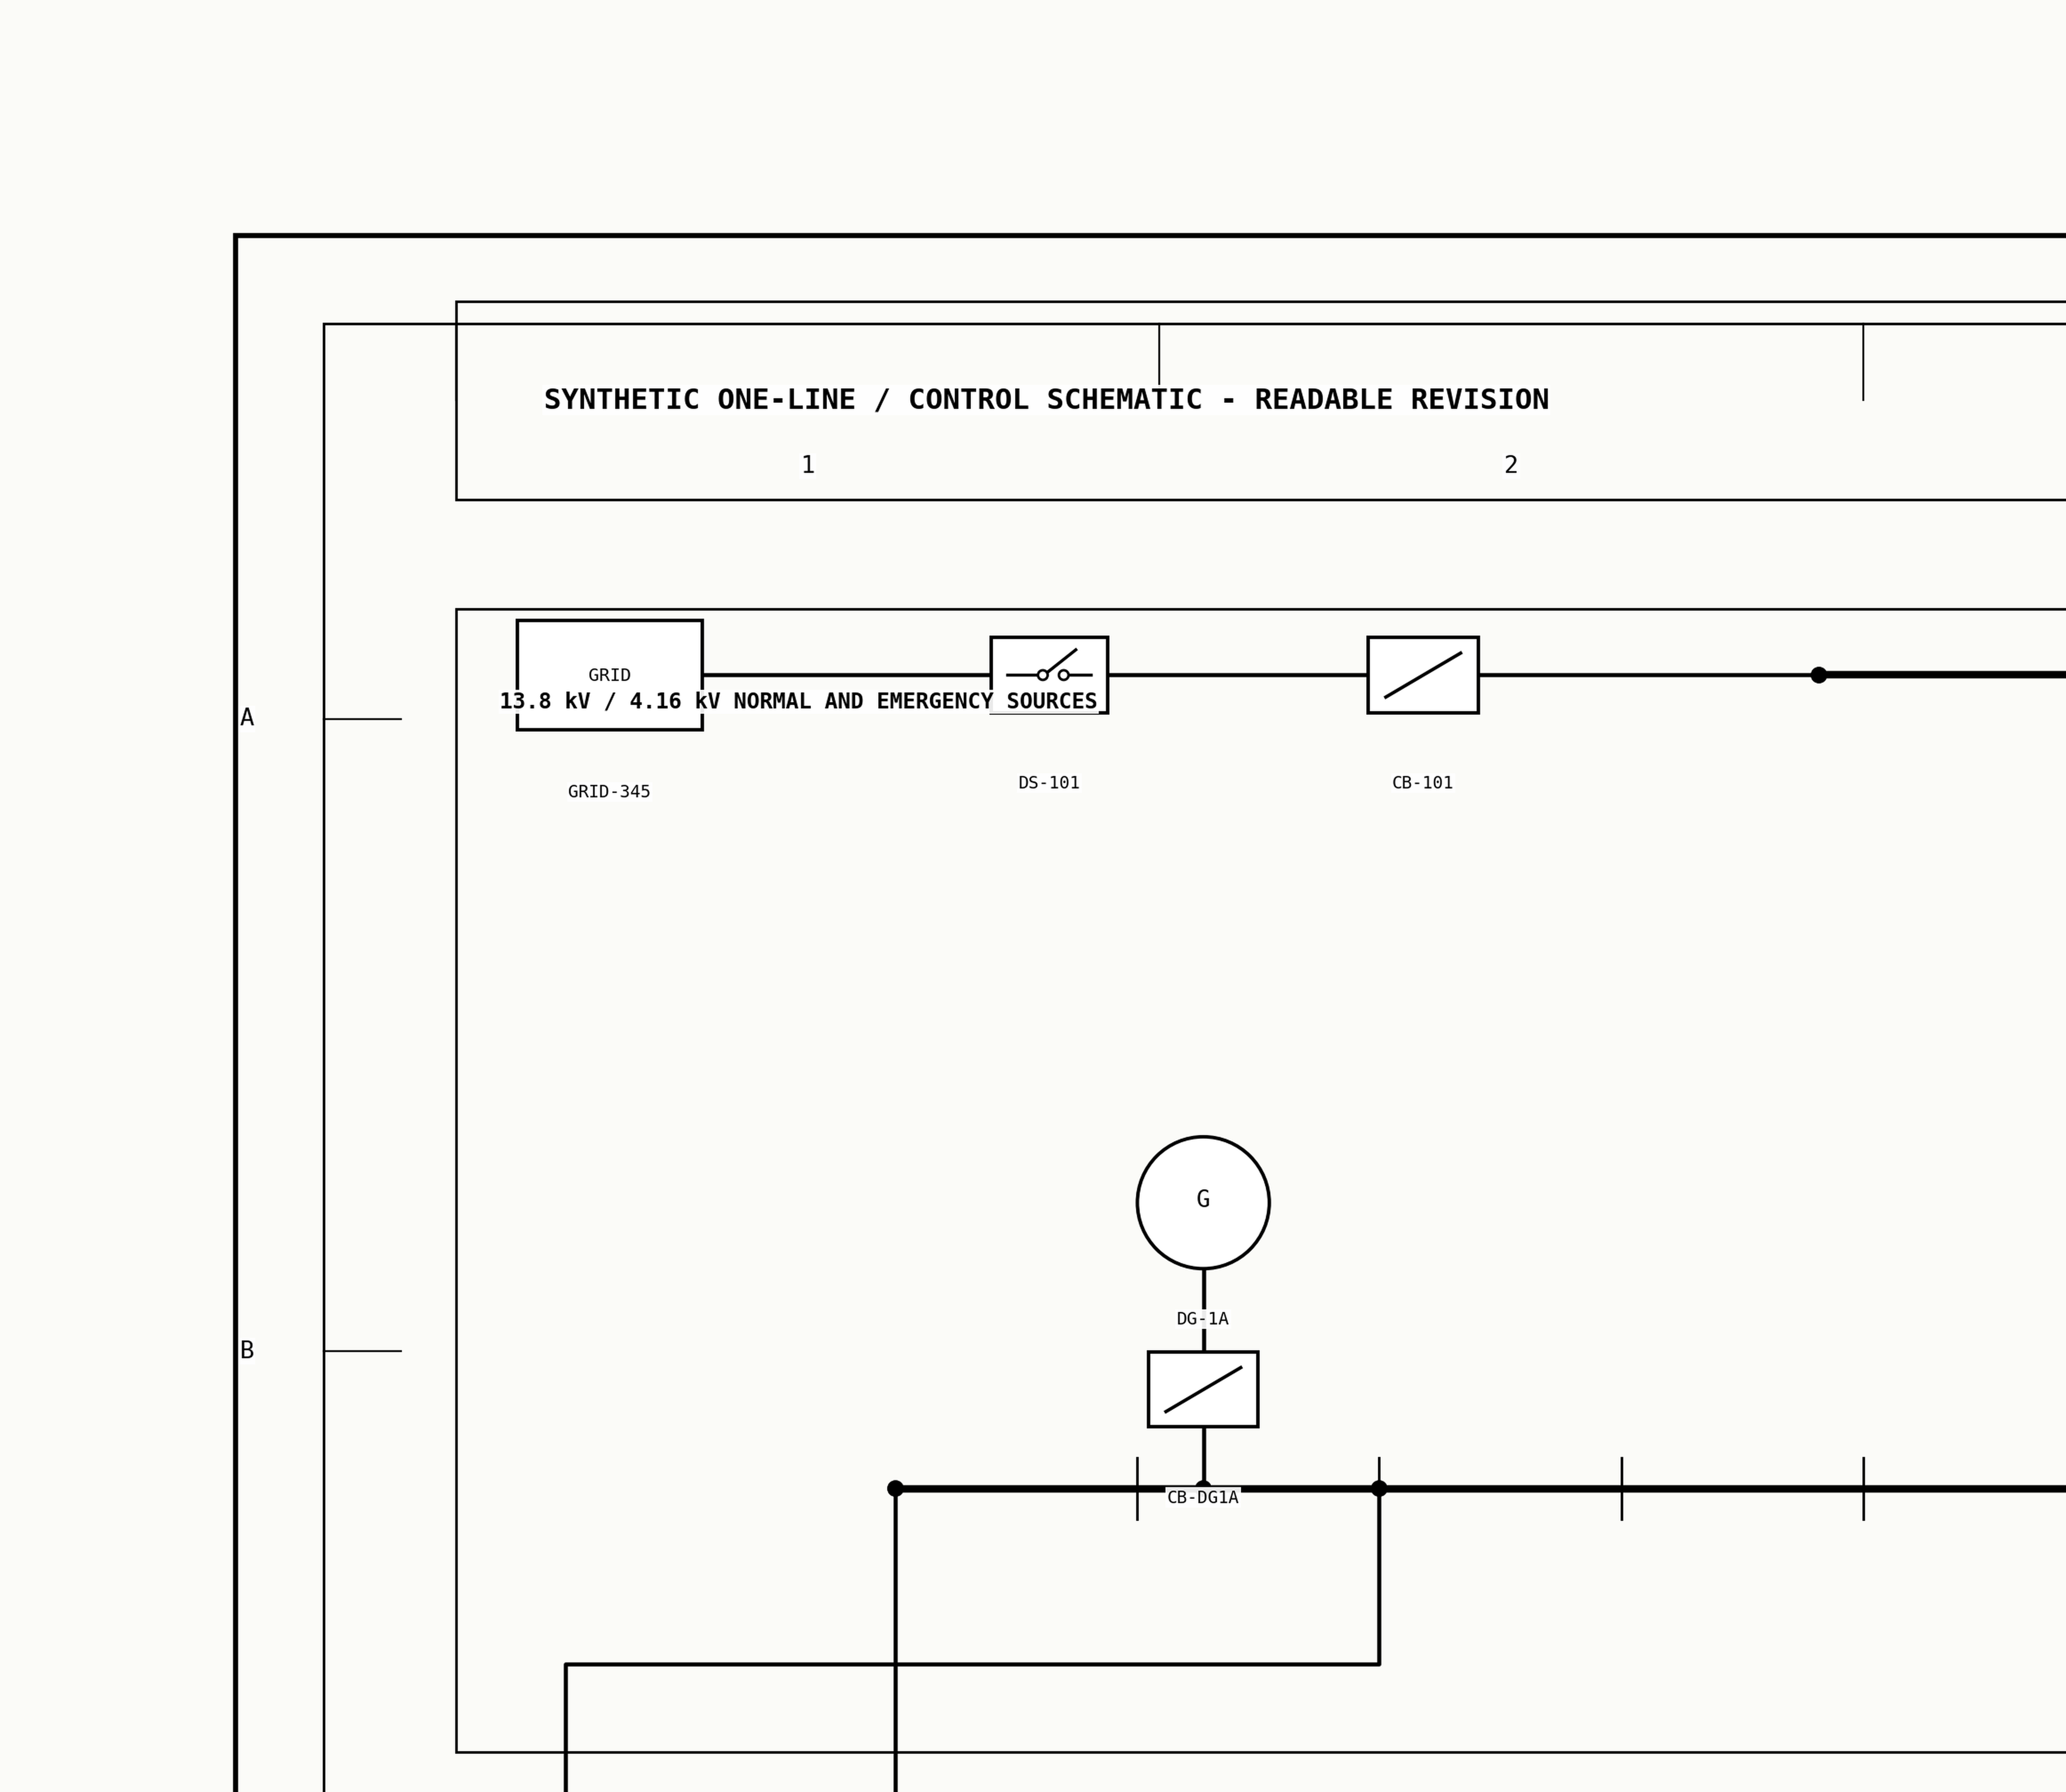 SYNTHETIC ONE-LINE / CONTROL SCHEMATIC - READABLE REVISION
1 2
GRID
13.8 kV / 4.16 kV NORMAL AND EMERGENCY SOURCES
A
GRID-345 DS-101 CB-101
G
DG-1A
B
CB-DG1A